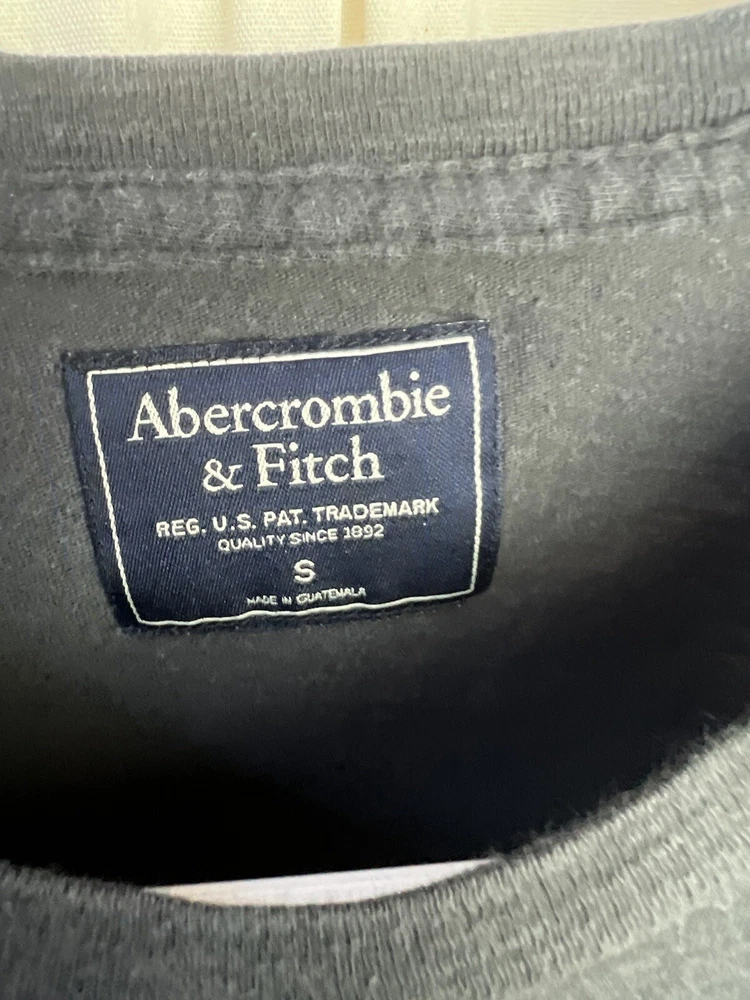 Abercrombie
& Fitch
REG. U.S. PAT. TRADEMARK
QUALITY SINCE 1892
S
MADE IN GUATEMALA